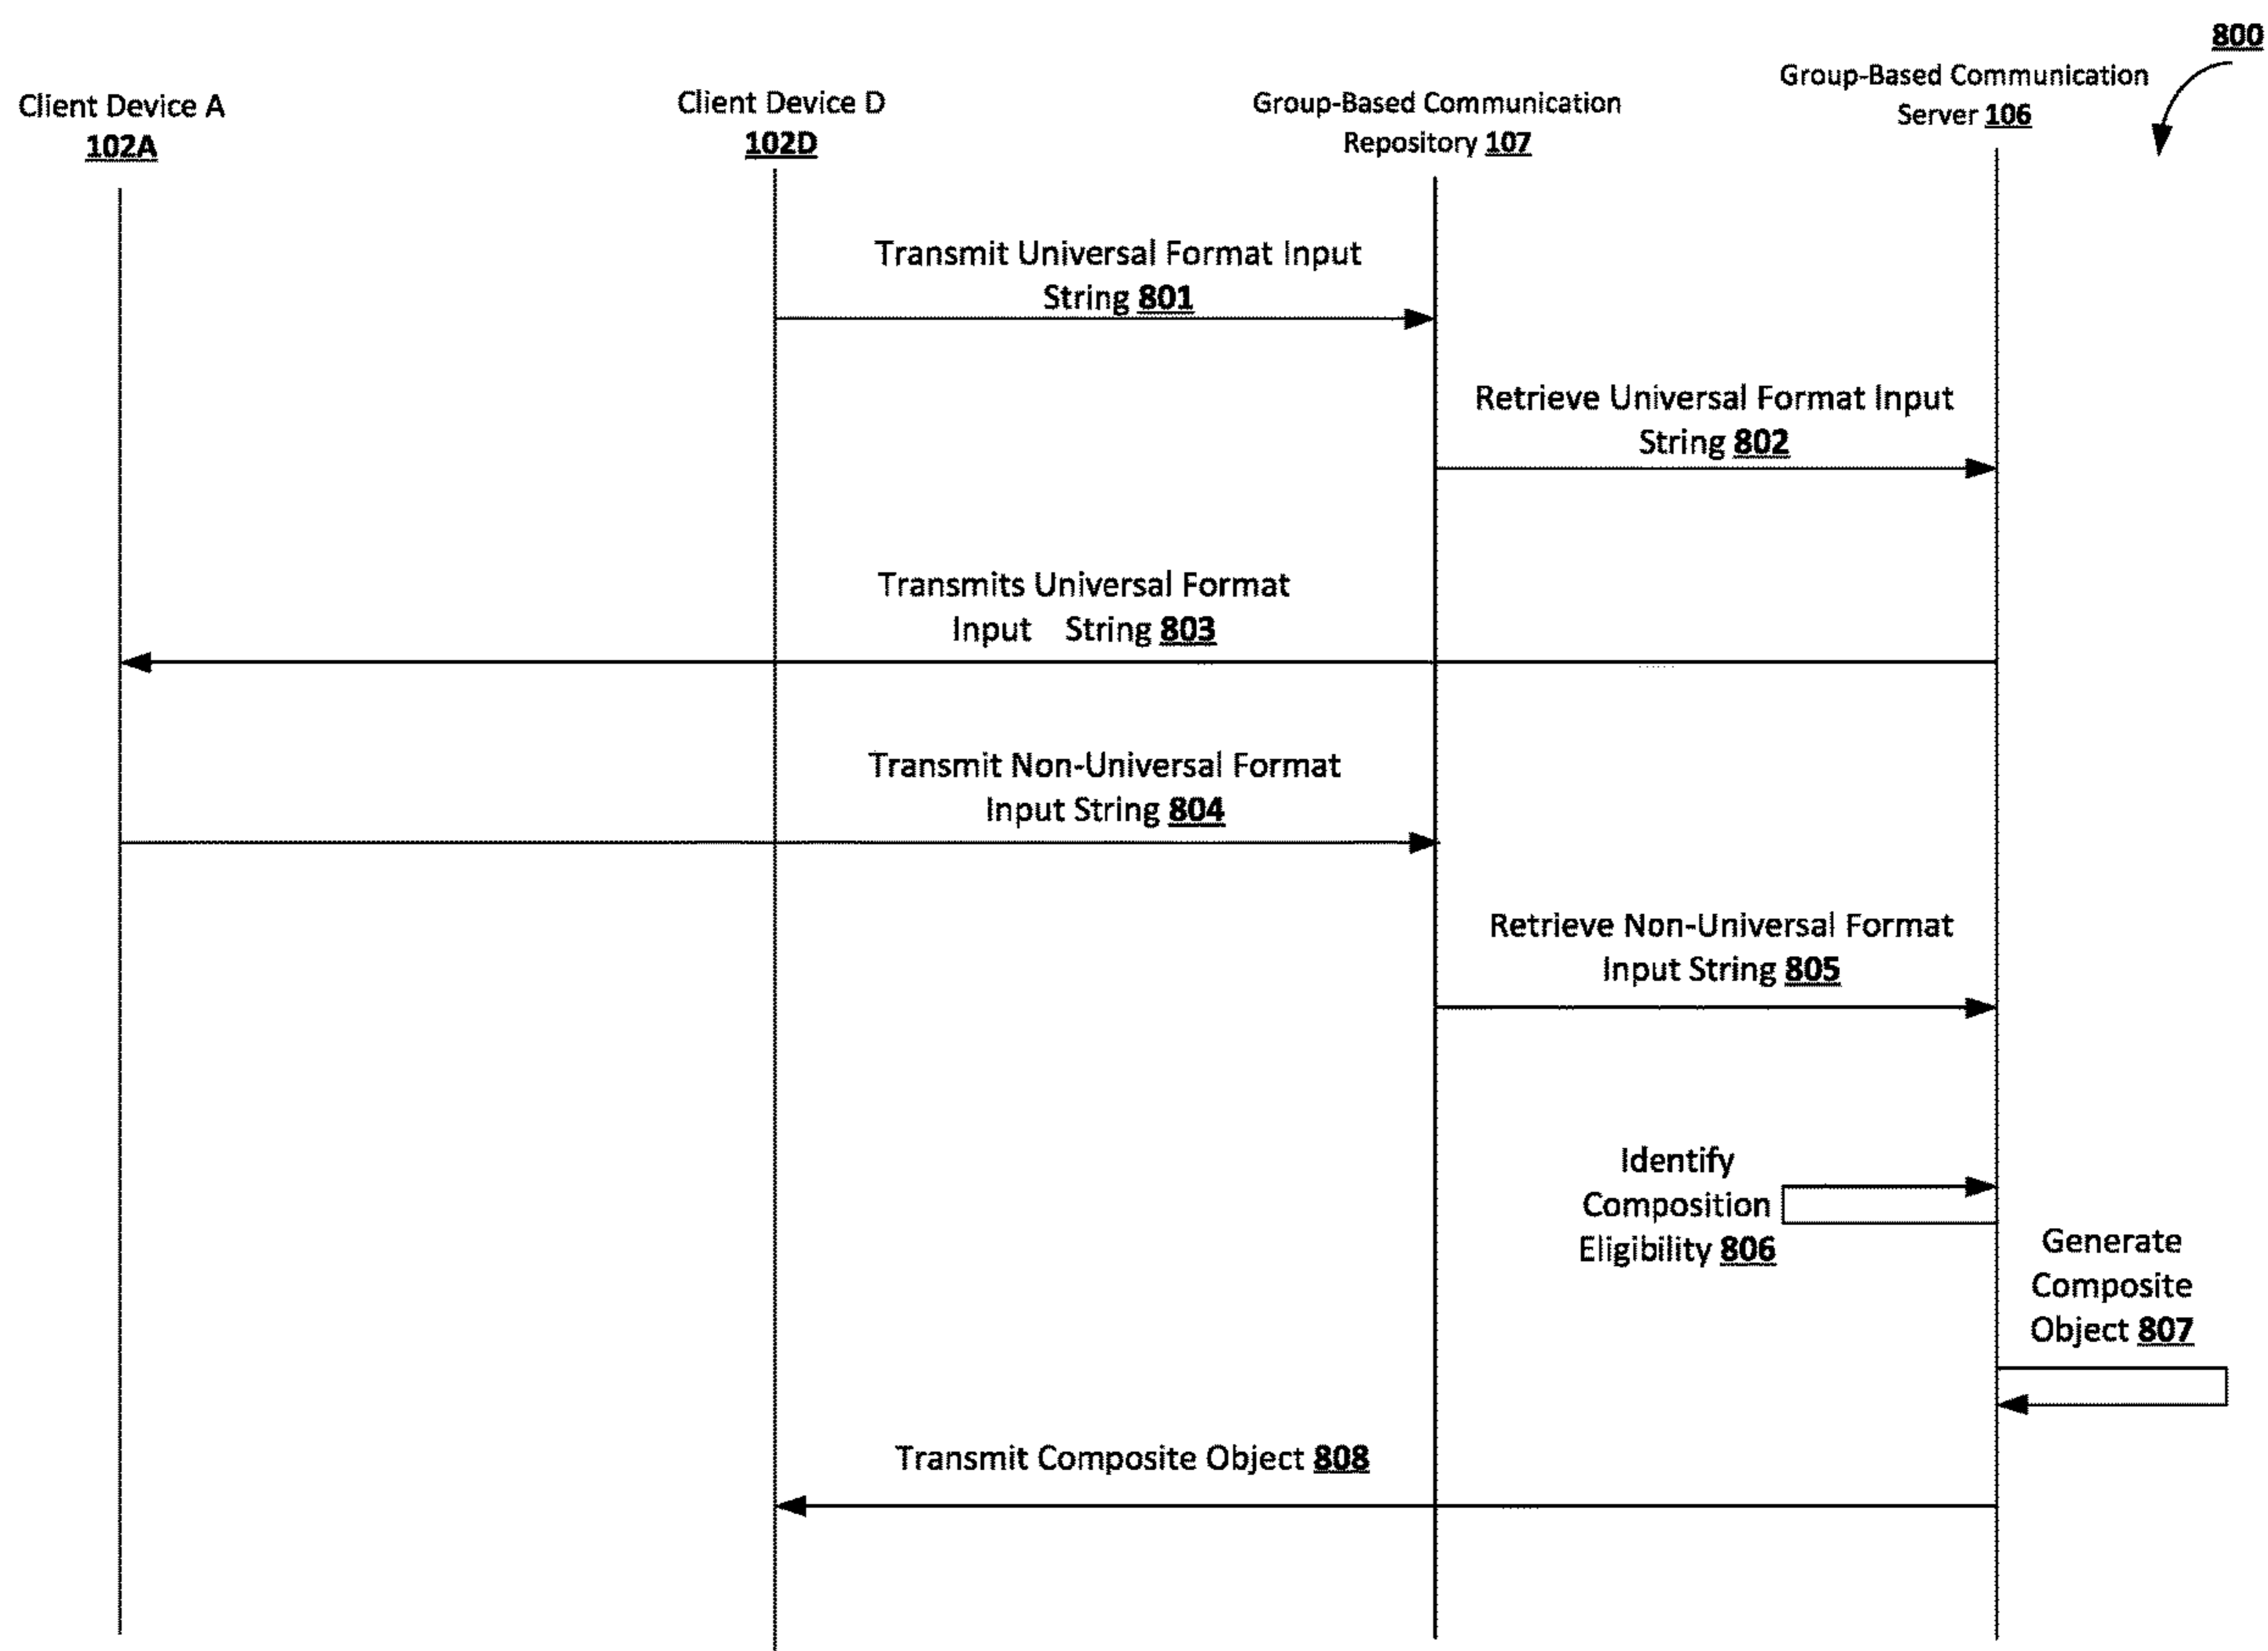 800
Client Device A
102A
Client Device D
102D
Group-Based Communication
Repository 107
Group-Based Communication
Server 106
Transmit Universal Format Input
String 801
Retrieve Universal Format Input
String 802
Transmits Universal Format
Input String 803
Transmit Non-Universal Format
Input String 804
Retrieve Non-Universal Format
Input String 805
Identify
Composition
Eligibility 806
Generate
Composite
Object 807
Transmit Composite Object 808